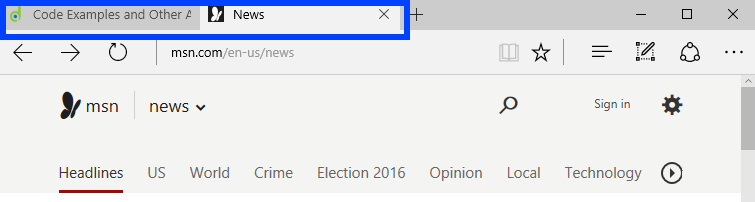 Code Examples and Other A News
msn.com/en-us/news
msn news Sign in
Headlines US World Crime Election 2016 Opinion Local Technology